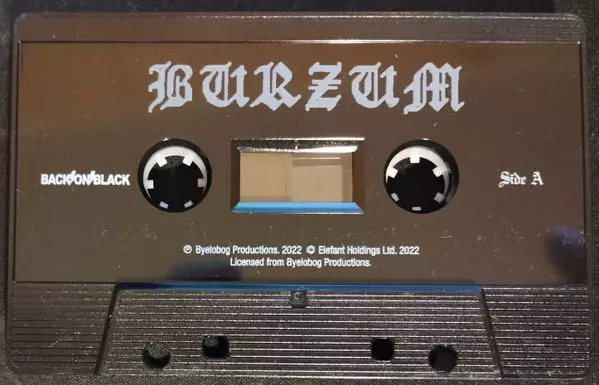 BURZUM
BACK ON BLACK
Side A
℗ Byelobog Productions. 2022 © Elefant Holdings Ltd. 2022
Licensed from Byelobog Productions.